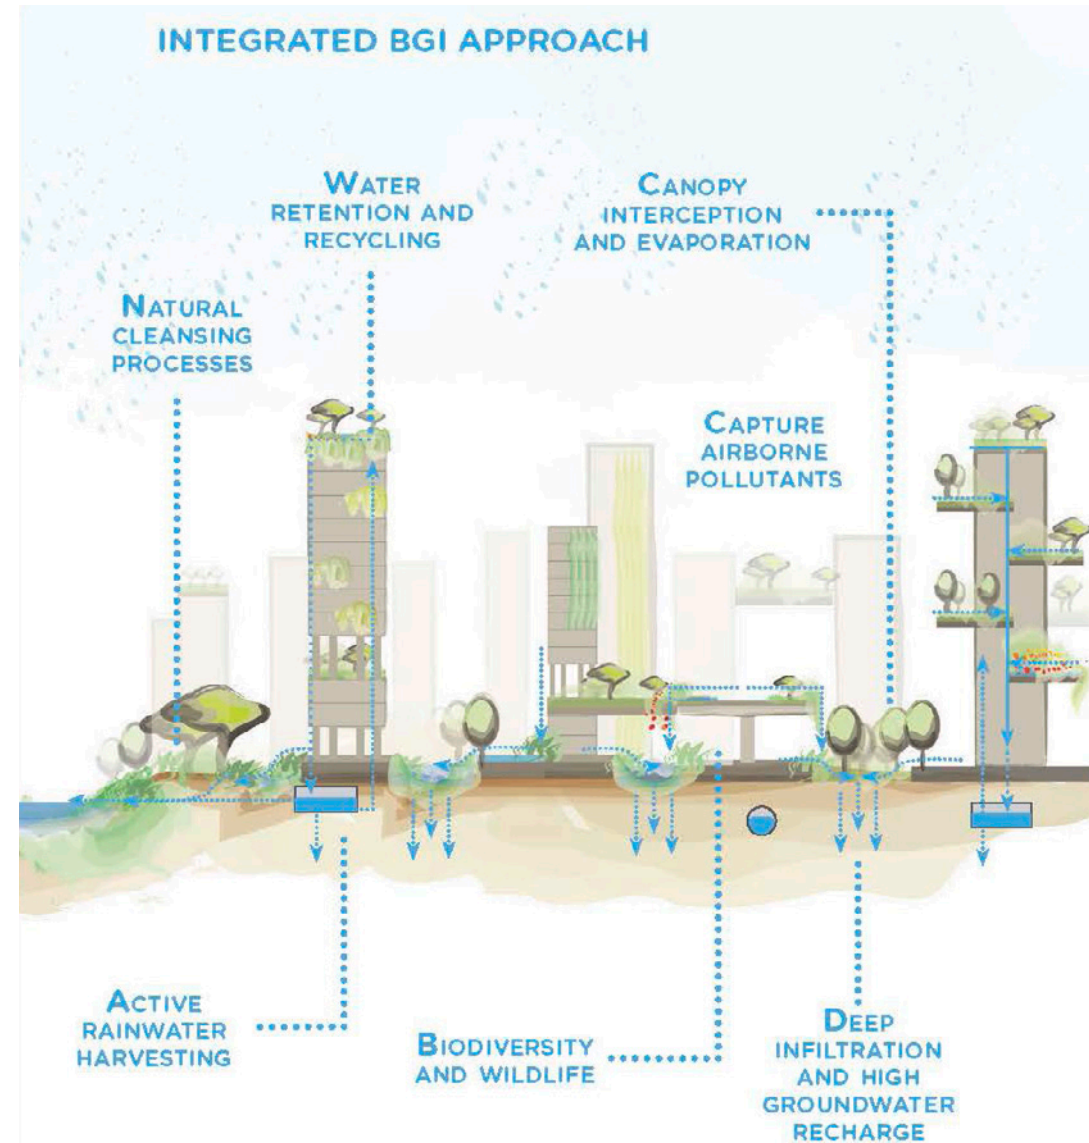 INTEGRATED BGI APPROACH
WATER
RETENTION AND
RECYCLING
CANOPY
INTERCEPTION
AND EVAPORATION
NATURAL
CLEANSING
PROCESSES
CAPTURE
AIRBORNE
POLLUTANTS
ACTIVE
RAINWATER
HARVESTING
BIODIVERSITY
AND WILDLIFE
DEEP
INFILTRATION
AND HIGH
GROUNDWATER
RECHARGE